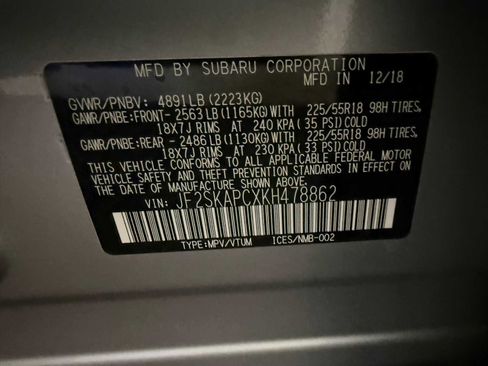 MFD BY SUBARU CORPORATION
MFD IN 12/18
GVWR/PNBV: 4891LB(2223KG)
GAWR/PNBE:FRONT- 2563LB(1165KG)WITH 225/55R18 98H TIRES,
18X7J RIMS AT 240 KPA(35 PSI)COLD
GAWR/PNBE:REAR - 2486LB(1130KG)WITH 225/55R18 98H TIRES,
18X7J RIMS AT 230 KPA(33 PSI)COLD
THIS VEHICLE CONFORMS TO ALL APPLICABLE FEDERAL MOTOR
VEHICLE SAFETY AND THEFT PREVENTION STANDARDS IN EFFECT ON
THE DATE OF MANUFACTURE SHOWN ABOVE.
VIN: JF2SKAPCXKH478862
TYPE:MPV/VTUM ICES/NMB-002